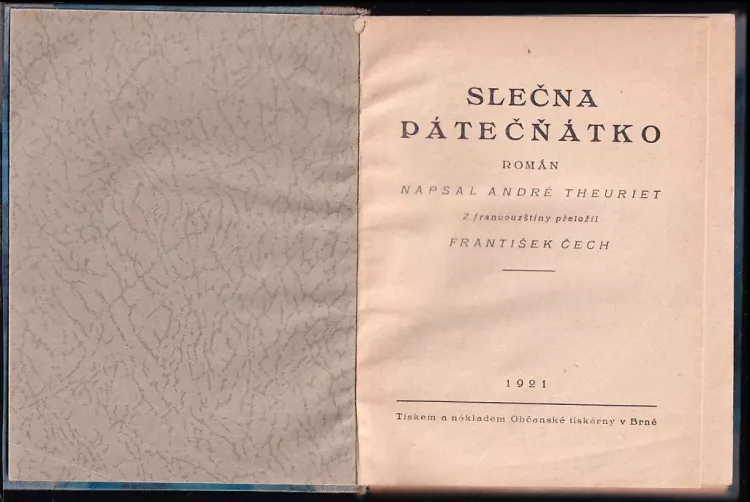 SLEČNA
PÁTEČŇÁTKO
ROMÁN
NAPSAL ANDRÉ THEURIET
Z francouzštiny přeložil
FRANTIŠEK ČECH
1921
Tiskem a nákladem Občanské tiskárny v Brně